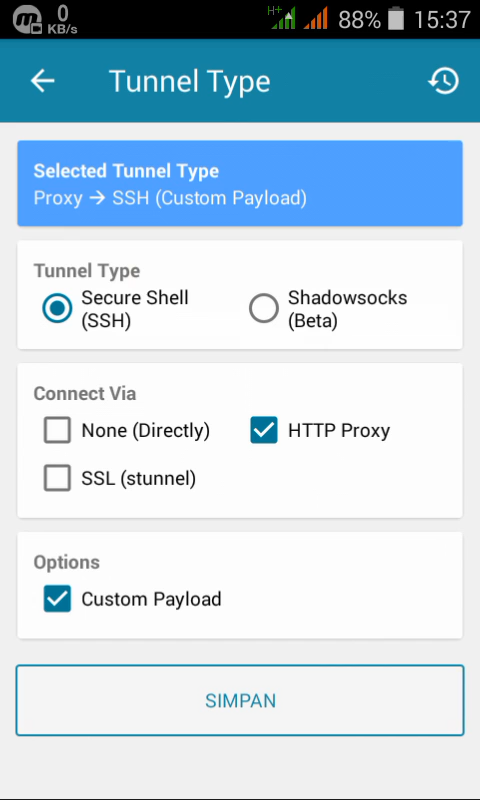 0
KB/s
H+
88%
15:37
Tunnel Type
Selected Tunnel Type
Proxy → SSH (Custom Payload)
Tunnel Type
Secure Shell
(SSH)
Shadowsocks
(Beta)
Connect Via
None (Directly)
HTTP Proxy
SSL (stunnel)
Options
Custom Payload
SIMPAN